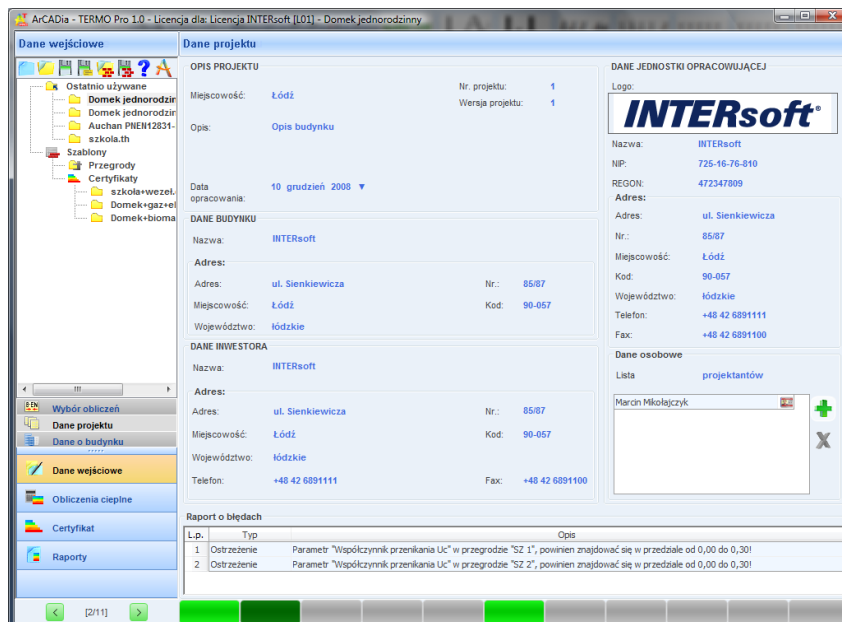 ArCADia - TERMO Pro 1.0 - Licencja dla: Licencja INTERsoft [L01] - Domek jednorodzinny
Dane wejściowe
Ostatnio używane
Domek jednorodzin
Domek jednorodzin
Auchan PNEN12831-
szkola.th
Szablony
Przegrody
Certyfikaty
szkoła+wezeł.
Domek+gaz+el
Domek+bioma
Wybór obliczeń
Dane projektu
Dane o budynku
Dane wejściowe
Obliczenia cieplne
Certyfikat
Raporty
[2/11]
Dane projektu
OPIS PROJEKTU
Miejscowość: Łódź
Nr. projektu: 1
Wersja projektu: 1
Opis: Opis budynku
Data opracowania: 10 grudzień 2008
DANE BUDYNKU
Nazwa: INTERsoft
Adres:
Adres: ul. Sienkiewicza Nr.: 85/87
Miejscowość: Łódź Kod: 90-057
Województwo: łódzkie
DANE INWESTORA
Nazwa: INTERsoft
Adres:
Adres: ul. Sienkiewicza Nr.: 85/87
Miejscowość: Łódź Kod: 90-057
Województwo: łódzkie
Telefon: +48 42 6891111 Fax: +48 42 6891100
DANE JEDNOSTKI OPRACOWUJĄCEJ
Logo:
INTERsoft®
Nazwa: INTERsoft
NIP: 725-16-76-810
REGON: 472347809
Adres:
Adres: ul. Sienkiewicza
Nr.: 85/87
Miejscowość: Łódź
Kod: 90-057
Województwo: łódzkie
Telefon: +48 42 6891111
Fax: +48 42 6891100
Dane osobowe
Lista projektantów
Marcin Mikołajczyk
Raport o błędach
L.p. Typ Opis
1 Ostrzeżenie Parametr "Współczynnik przenikania Uc" w przegrodzie "SZ 1", powinien znajdować się w przedziale od 0,00 do 0,30!
2 Ostrzeżenie Parametr "Współczynnik przenikania Uc" w przegrodzie "SZ 2", powinien znajdować się w przedziale od 0,00 do 0,30!